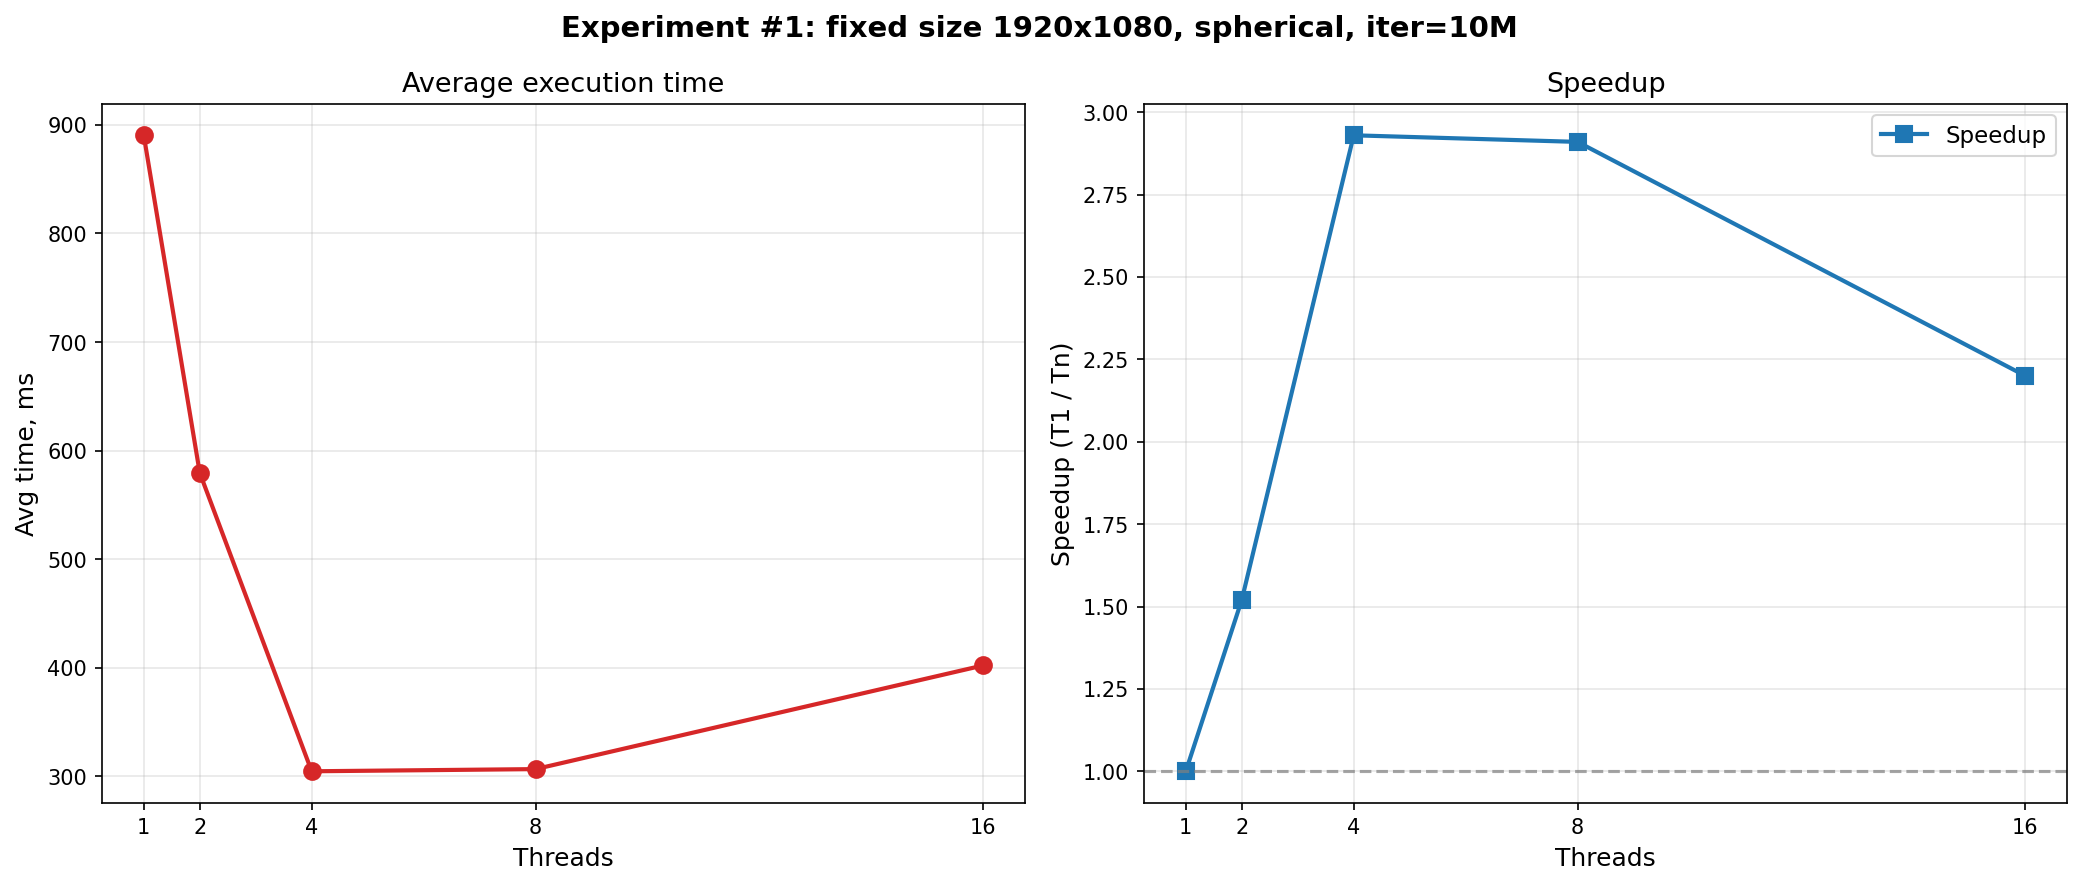 Experiment #1: fixed size 1920x1080, spherical, iter=10M
Average execution time
900
800
700
600
500
400
300
Avg time, ms
1 2 4 8 16
Threads
Speedup
Speedup
3.00
2.75
2.50
2.25
2.00
1.75
1.50
1.25
1.00
Speedup (T1 / Tn)
1 2 4 8 16
Threads